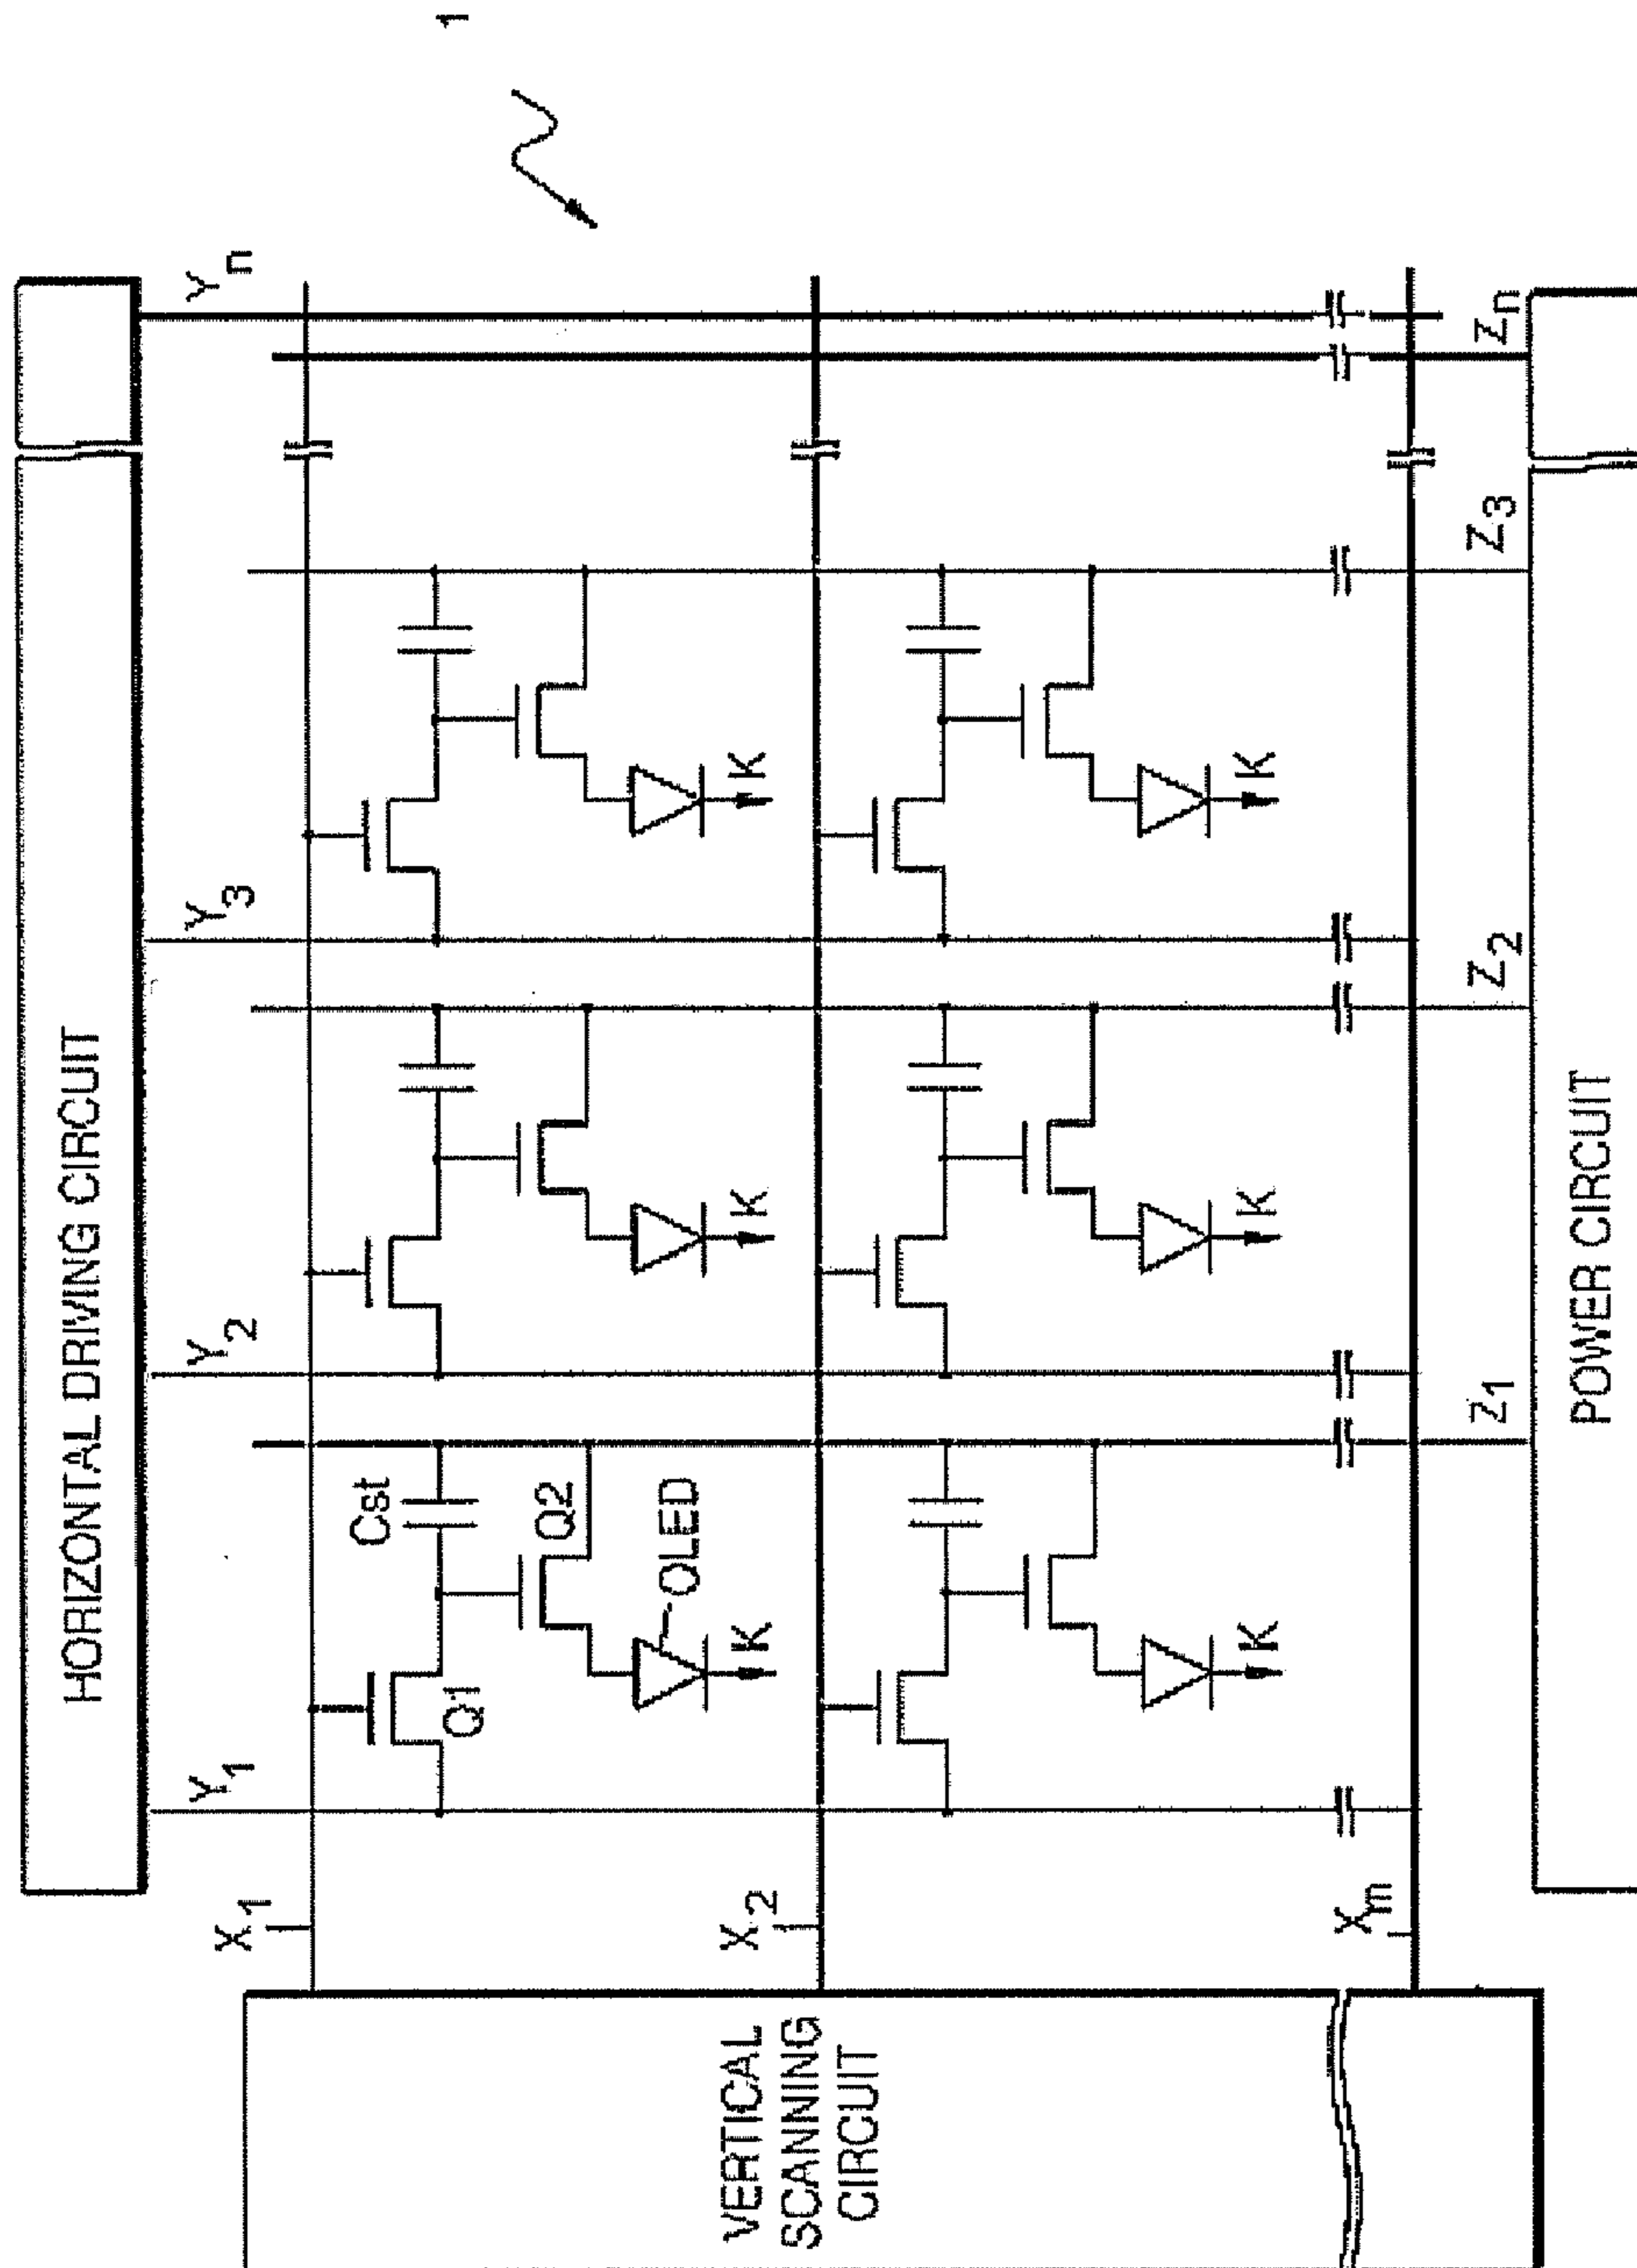 1
HORIZONTAL DRIVING CIRCUIT
Y1
Y2
Y3
Yn
X1
Cst
Q1
Q2
OLED
K
K
K
VERTICAL
SCANNING
CIRCUIT
X2
K
K
K
Xm
Z1
Z2
Z3
Zn
POWER CIRCUIT